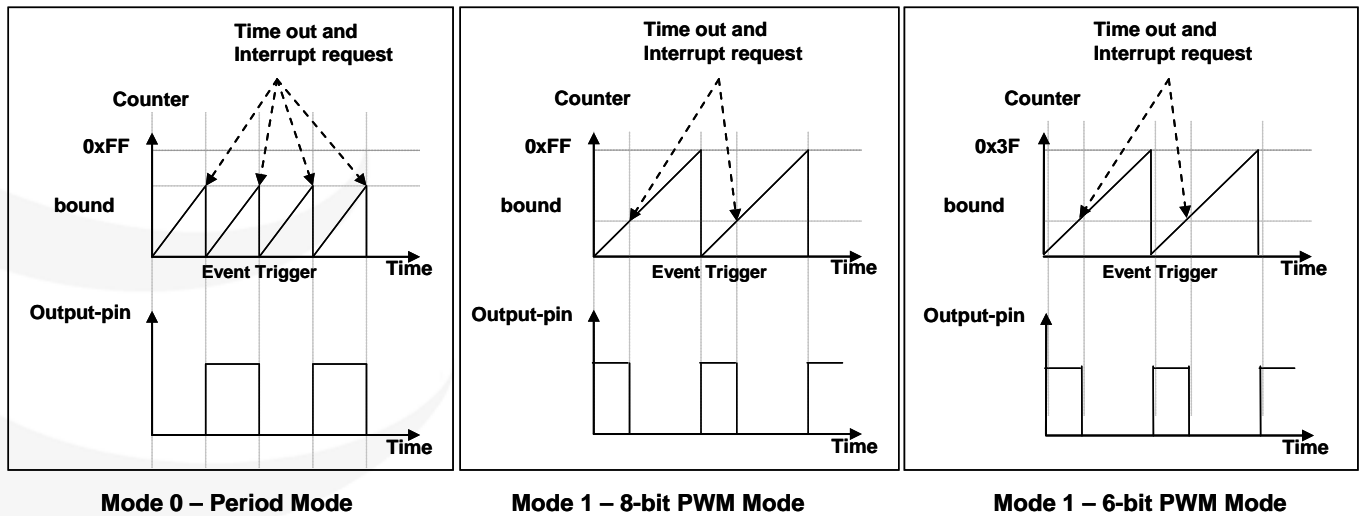 Time out and
Interrupt request
Counter
0xFF
bound
Event Trigger
Time
Output-pin
Time
Mode 0 – Period Mode
Time out and
Interrupt request
Counter
0xFF
bound
Event Trigger
Time
Output-pin
Time
Mode 1 – 8-bit PWM Mode
Time out and
Interrupt request
Counter
0x3F
bound
Event Trigger
Time
Output-pin
Time
Mode 1 – 6-bit PWM Mode